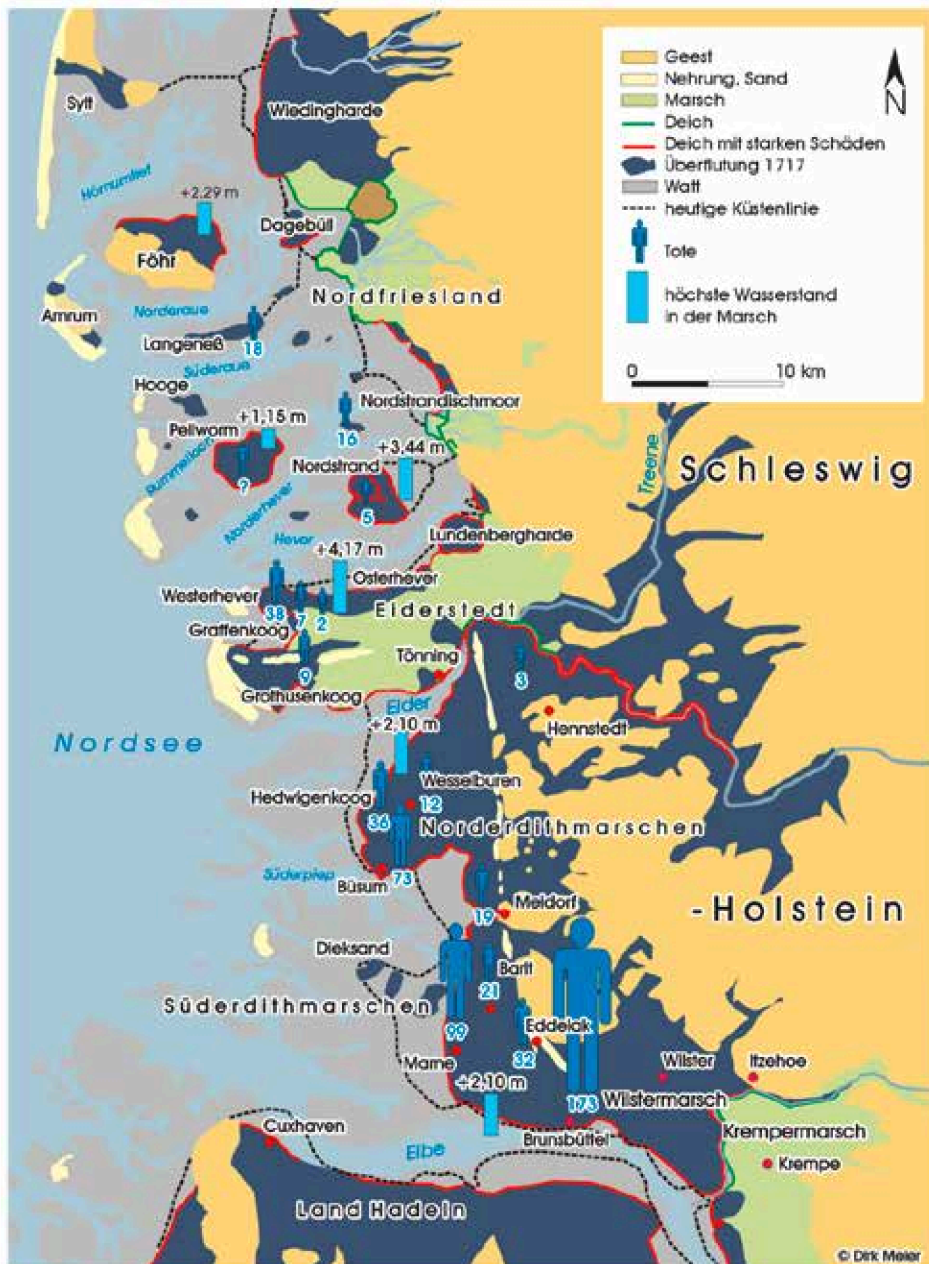 Geest
Nehrung, Sand
Marsch
Deich
Deich mit starken Schäden
Überflutung 1717
Watt
heutige Küstenlinie
Tote
höchste Wasserstand
in der Marsch
0 10 km
N
Sylt
Wiedingharde
Hörnumtief
+2.29 m
Dagebüll
Föhr
Nordfriesland
Amrum
Norderaue
Langeneß
18
Süderaue
Hooge
Nordstrandischmoor
+1,15 m
16
Pellworm
+3,44 m
Rummelloch
Nordstrand
?
5
Norderhever
Hever
Lundenbergharde
Treene
Schleswig
+4,17 m
Osterhever
Westerhever
38
7
2
Eiderstedt
Graffenkoog
Tönning
3
9
Grothusenkoog
Eider
+2,10 m
Hennstedt
Nordsee
Wesselburen
Hedwigenkoog
12
36
Norderdithmarschen
73
Süderpiep
Büsum
19
Meldorf
-Holstein
Dieksand
Barlt
21
Süderdithmarschen
99
Eddelak
32
Marne
Wilster
Itzehoe
+2,10 m
173
Wilstermarsch
Brunsbüttel
Krempermarsch
Cuxhaven
Elbe
Krempe
Land Hadeln
© Dirk Meier